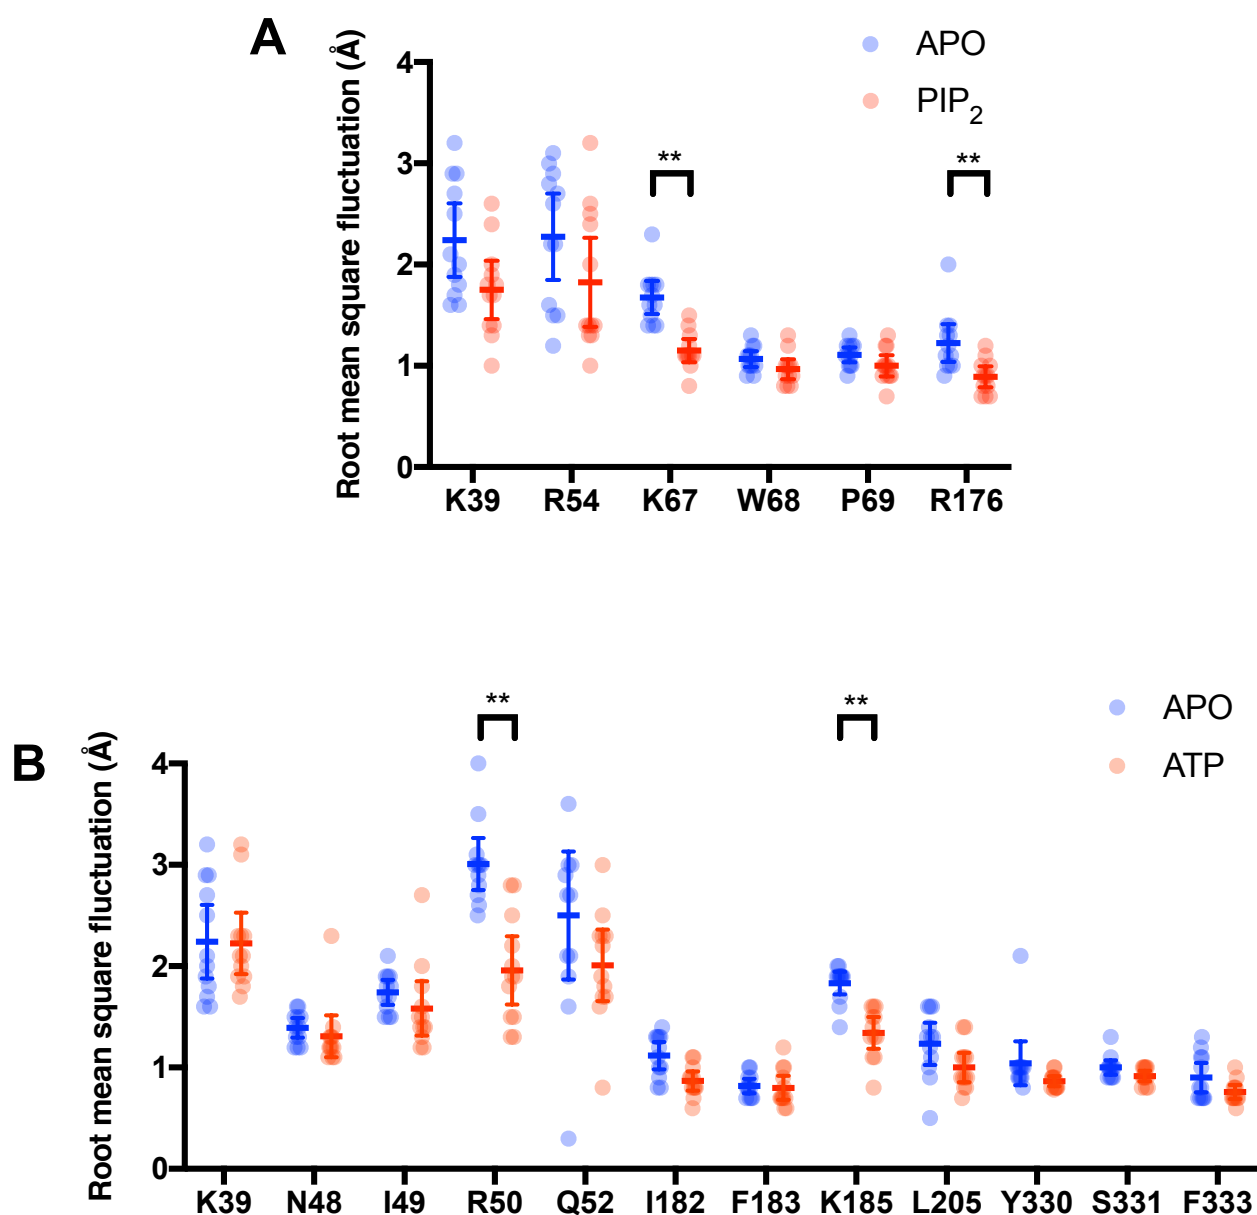 A
Root mean square fluctuation (Å)
APO
PIP2
4
3
2
1
0
**
**
K39 R54 K67 W68 P69 R176
B
Root mean square fluctuation (Å)
APO
ATP
4
3
2
1
0
**
**
K39 N48 I49 R50 Q52 I182 F183 K185 L205 Y330 S331 F333